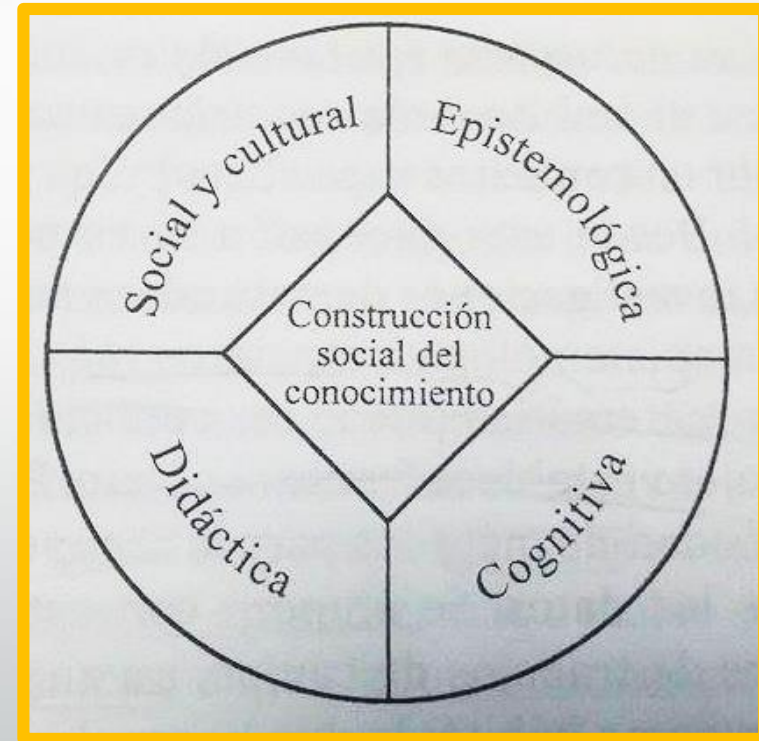 Social y cultural
Epistemológica
Construcción
social del
conocimiento
Didáctica
Cognitiva